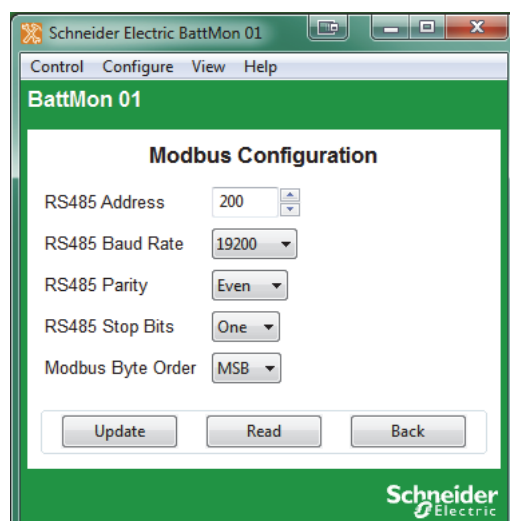 Schneider Electric BattMon 01
Control Configure View Help
BattMon 01
Modbus Configuration
RS485 Address 200
RS485 Baud Rate 19200
RS485 Parity Even
RS485 Stop Bits One
Modbus Byte Order MSB
Update Read Back
Schneider
Electric